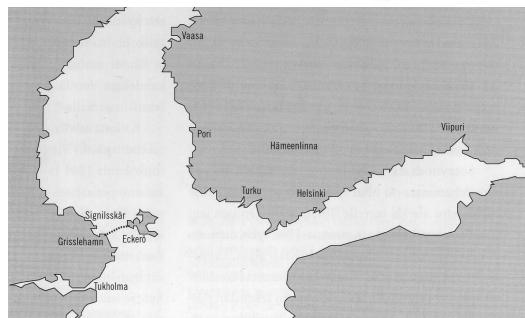 Vaasa
Viipuri
Pori
Hämeenlinna
Turku
Helsinki
Signilsskär
Grisslehamn
Eckerö
Tukholma